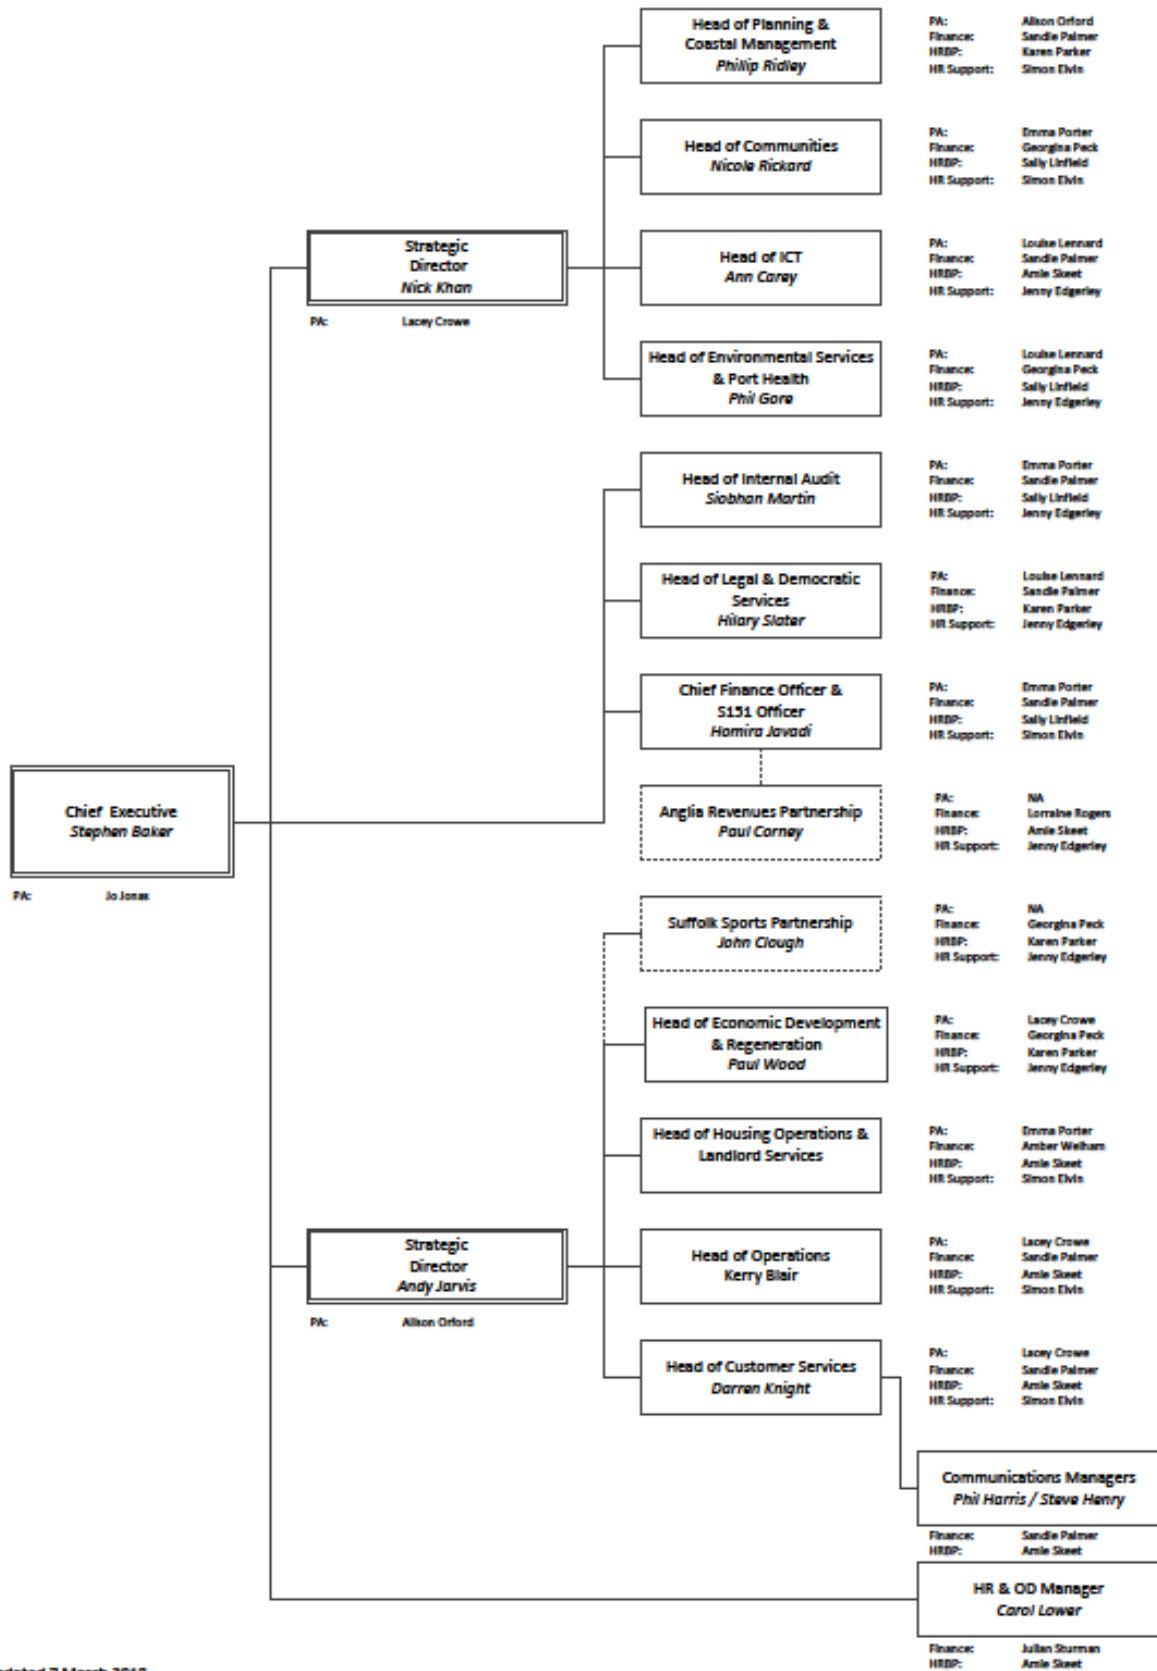 Head of Planning &
Coastal Management
Phillip Ridley
PA: Alison Orford
Finance: Sandie Palmer
HRBP: Karen Parker
HR Support: Simon Elvin
Head of Communities
Nicole Rickard
PA: Emma Porter
Finance: Georgina Peck
HRBP: Sally Linfield
HR Support: Simon Elvin
Strategic
Director
Nick Khan
PA: Lacey Crowe
Head of ICT
Ann Carey
PA: Louise Lennard
Finance: Sandie Palmer
HRBP: Amie Skeet
HR Support: Jenny Edgerley
Head of Environmental Services
& Port Health
Phil Gore
PA: Louise Lennard
Finance: Georgina Peck
HRBP: Sally Linfield
HR Support: Jenny Edgerley
Head of Internal Audit
Siobhan Martin
PA: Emma Porter
Finance: Sandie Palmer
HRBP: Sally Linfield
HR Support: Jenny Edgerley
Head of Legal & Democratic
Services
Hilary Slater
PA: Louise Lennard
Finance: Sandie Palmer
HRBP: Karen Parker
HR Support: Jenny Edgerley
Chief Finance Officer &
S151 Officer
Homira Javadi
PA: Emma Porter
Finance: Sandie Palmer
HRBP: Sally Linfield
HR Support: Simon Elvin
Chief Executive
Stephen Baker
PA: Jo Jonas
Anglia Revenues Partnership
Paul Corney
PA: NA
Finance: Lorraine Rogers
HRBP: Amie Skeet
HR Support: Jenny Edgerley
Suffolk Sports Partnership
John Clough
PA: NA
Finance: Georgina Peck
HRBP: Karen Parker
HR Support: Jenny Edgerley
Head of Economic Development
& Regeneration
Paul Wood
PA: Lacey Crowe
Finance: Georgina Peck
HRBP: Karen Parker
HR Support: Jenny Edgerley
Head of Housing Operations &
Landlord Services
PA: Emma Porter
Finance: Amber Welham
HRBP: Amie Skeet
HR Support: Simon Elvin
Strategic
Director
Andy Jarvis
PA: Alison Orford
Head of Operations
Kerry Blair
PA: Lacey Crowe
Finance: Sandie Palmer
HRBP: Amie Skeet
HR Support: Simon Elvin
Head of Customer Services
Darren Knight
PA: Lacey Crowe
Finance: Sandie Palmer
HRBP: Amie Skeet
HR Support: Simon Elvin
Communications Managers
Phil Harris / Steve Henry
Finance: Sandie Palmer
HRBP: Amie Skeet
HR & OD Manager
Carol Lower
Finance: Julian Sturman
HRBP: Amie Skeet